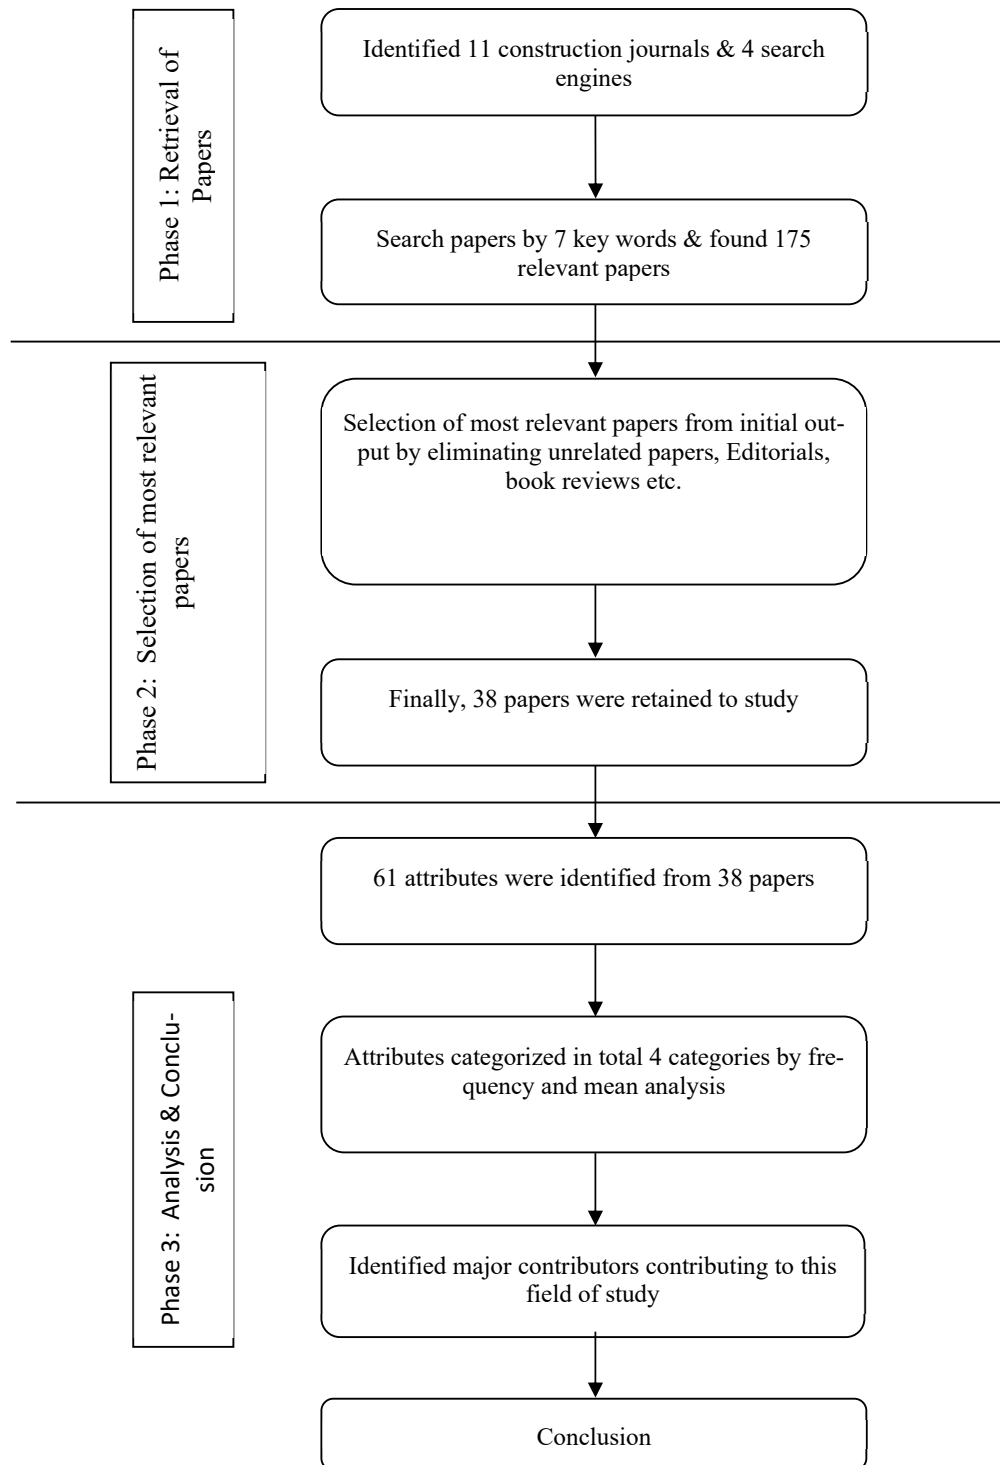 Phase 1: Retrieval of
Papers
Identified 11 construction journals & 4 search
engines
Search papers by 7 key words & found 175
relevant papers
Phase 2: Selection of most relevant
papers
Selection of most relevant papers from initial out-
put by eliminating unrelated papers, Editorials,
book reviews etc.
Finally, 38 papers were retained to study
Phase 3: Analysis & Conclu-
sion
61 attributes were identified from 38 papers
Attributes categorized in total 4 categories by fre-
quency and mean analysis
Identified major contributors contributing to this
field of study
Conclusion